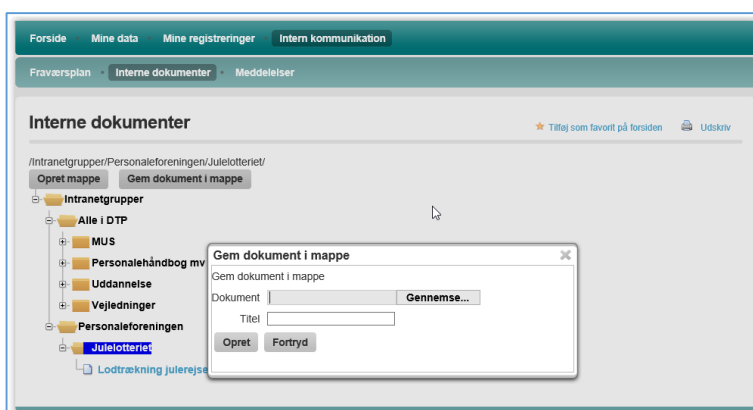 Forside Mine data Mine registreringer Intern kommunikation
Fraværsplan Interne dokumenter Meddelelser
Interne dokumenter
Tilføj som favorit på forsiden Udskriv
/Intranetgrupper/Personaleforeningen/Julelotteriet/
Opret mappe Gem dokument i mappe
Intranetgrupper
Alle i DTP
MUS
Personalehåndbog mv
Uddannelse
Vejledninger
Personaleforeningen
Julelotteriet
Lodtrækning julerejse
Gem dokument i mappe
Gem dokument i mappe
Dokument Gennemse...
Titel
Opret Fortryd